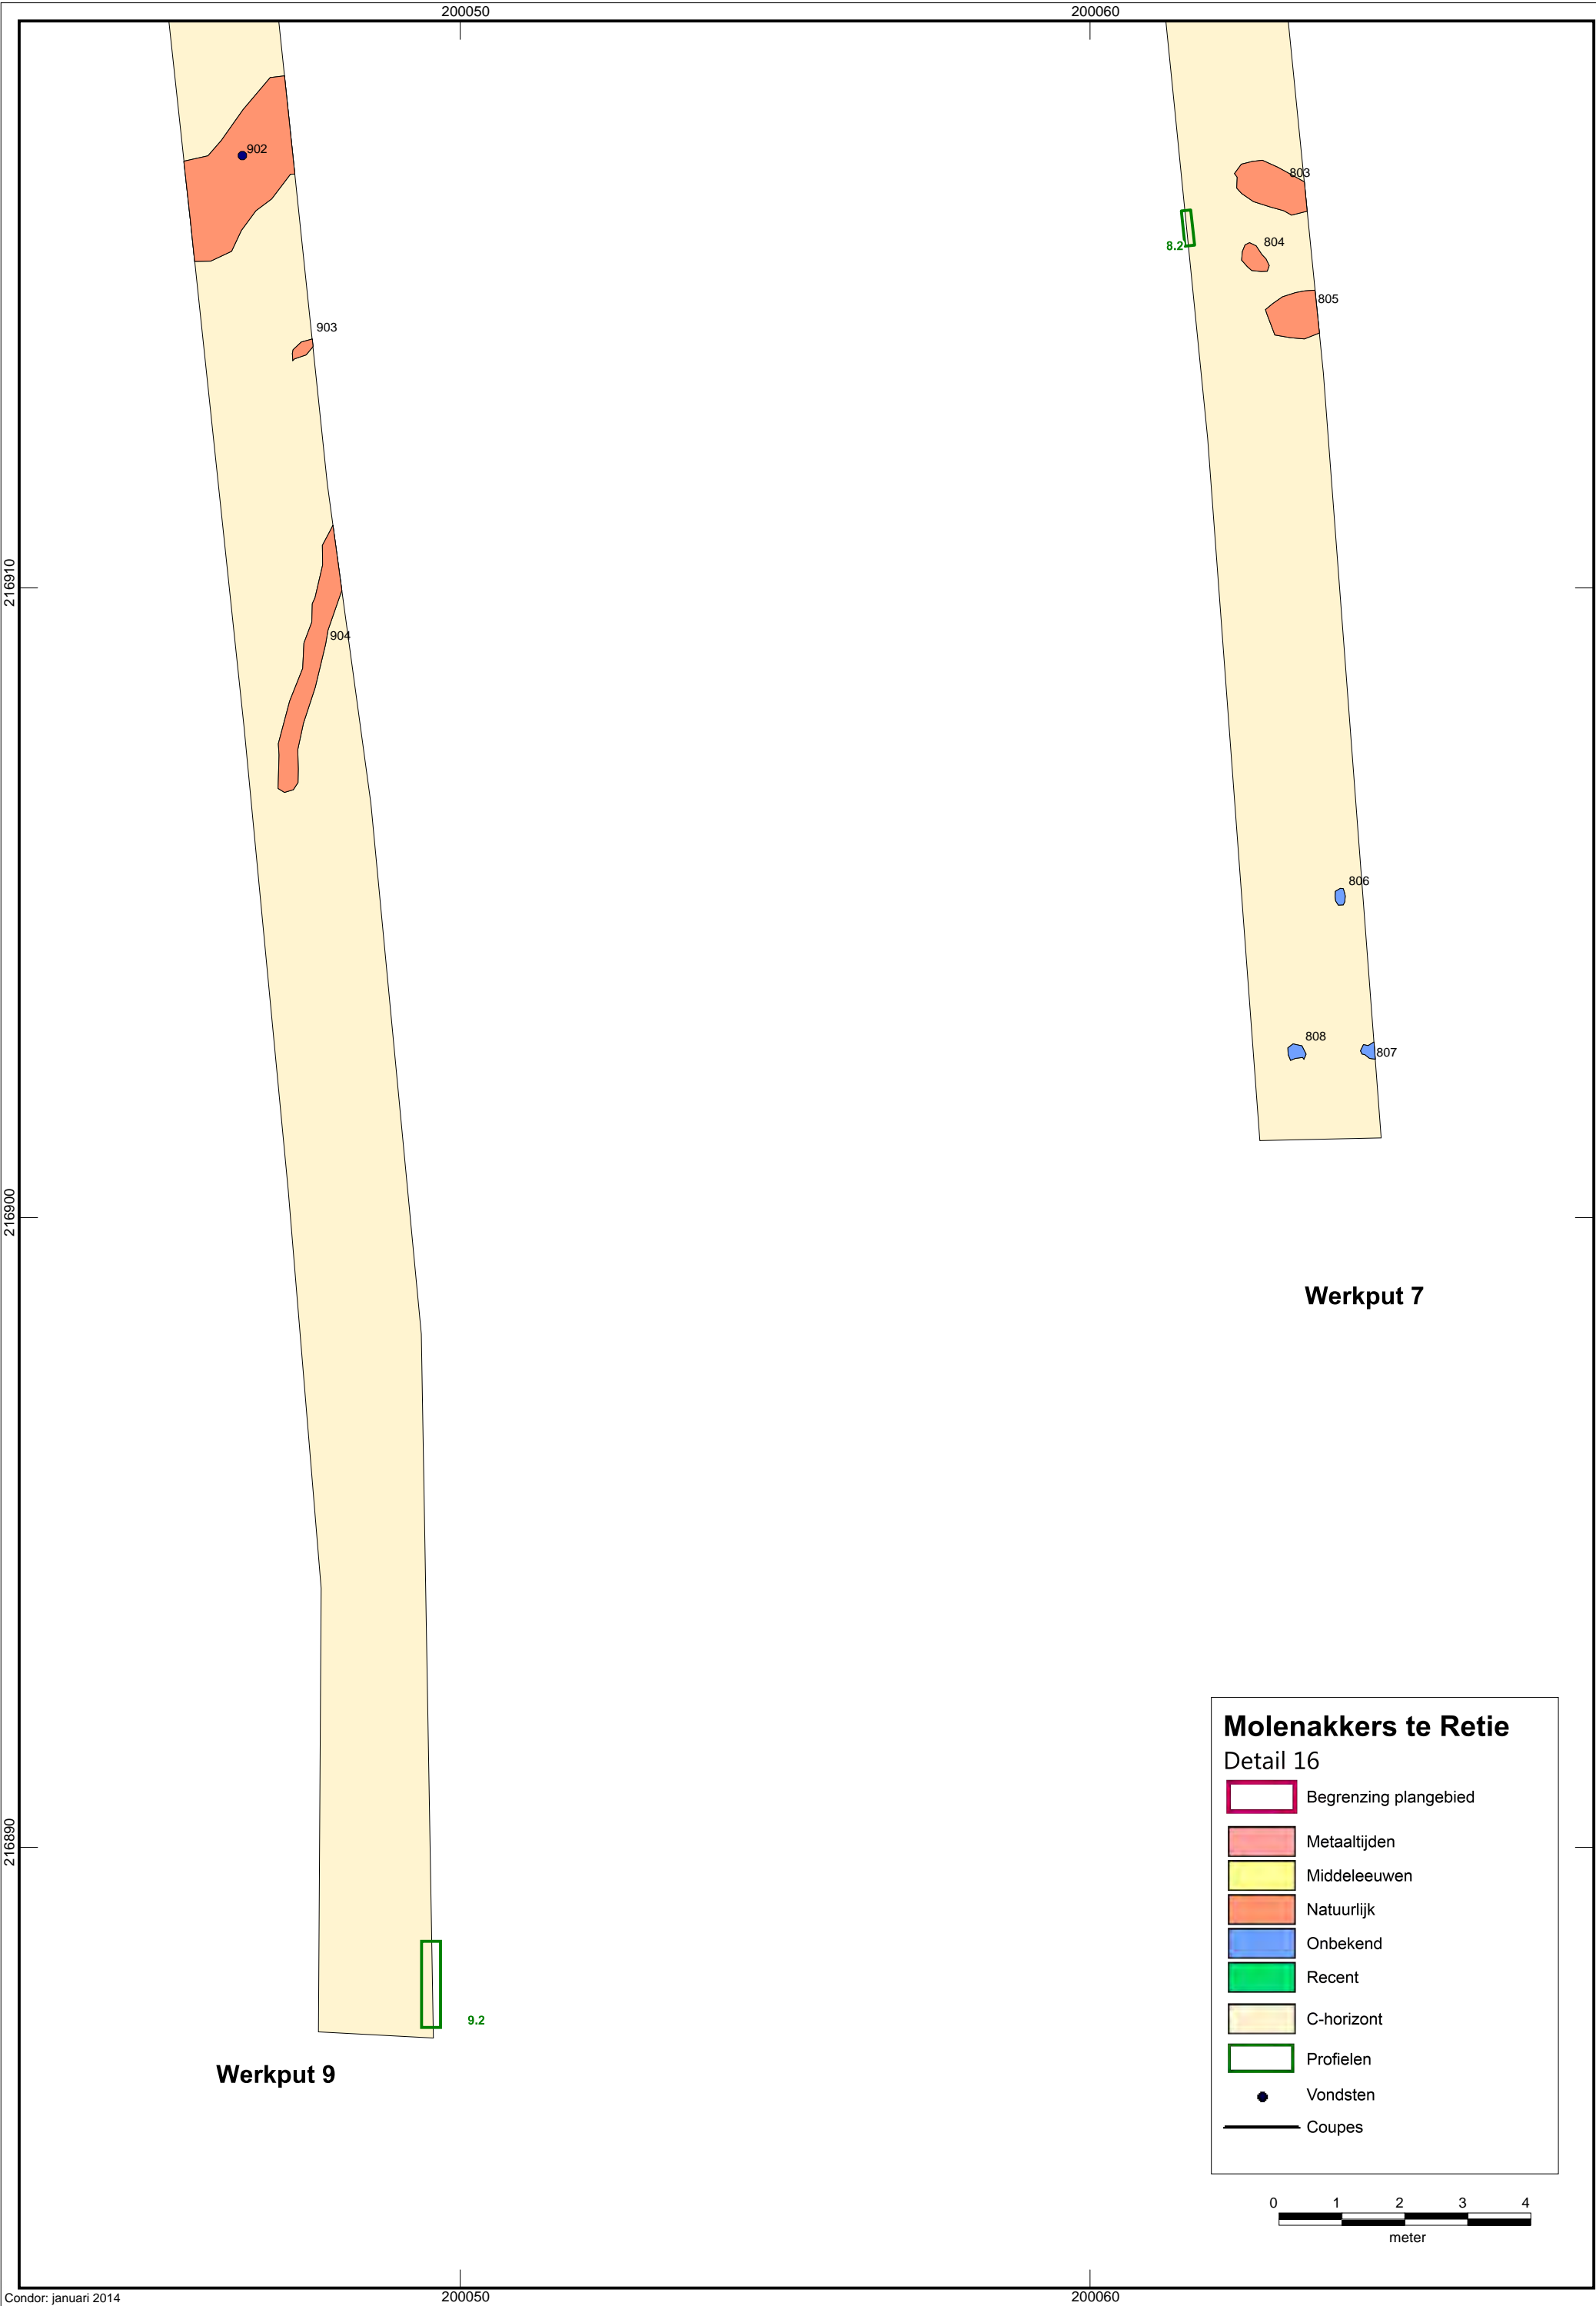 200050
200060
902
803
8.2
804
805
903
216910
904
806
808
807
216900
Werkput 7
Molenakkers te Retie
Detail 16
Begrenzing plangebied
216890
Metaaltijden
Middeleeuwen
Natuurlijk
Onbekend
Recent
C-horizont
9.2
Profielen
Werkput 9
Vondsten
Coupes
0 1 2 3 4
meter
Condor: januari 2014
200050
200060